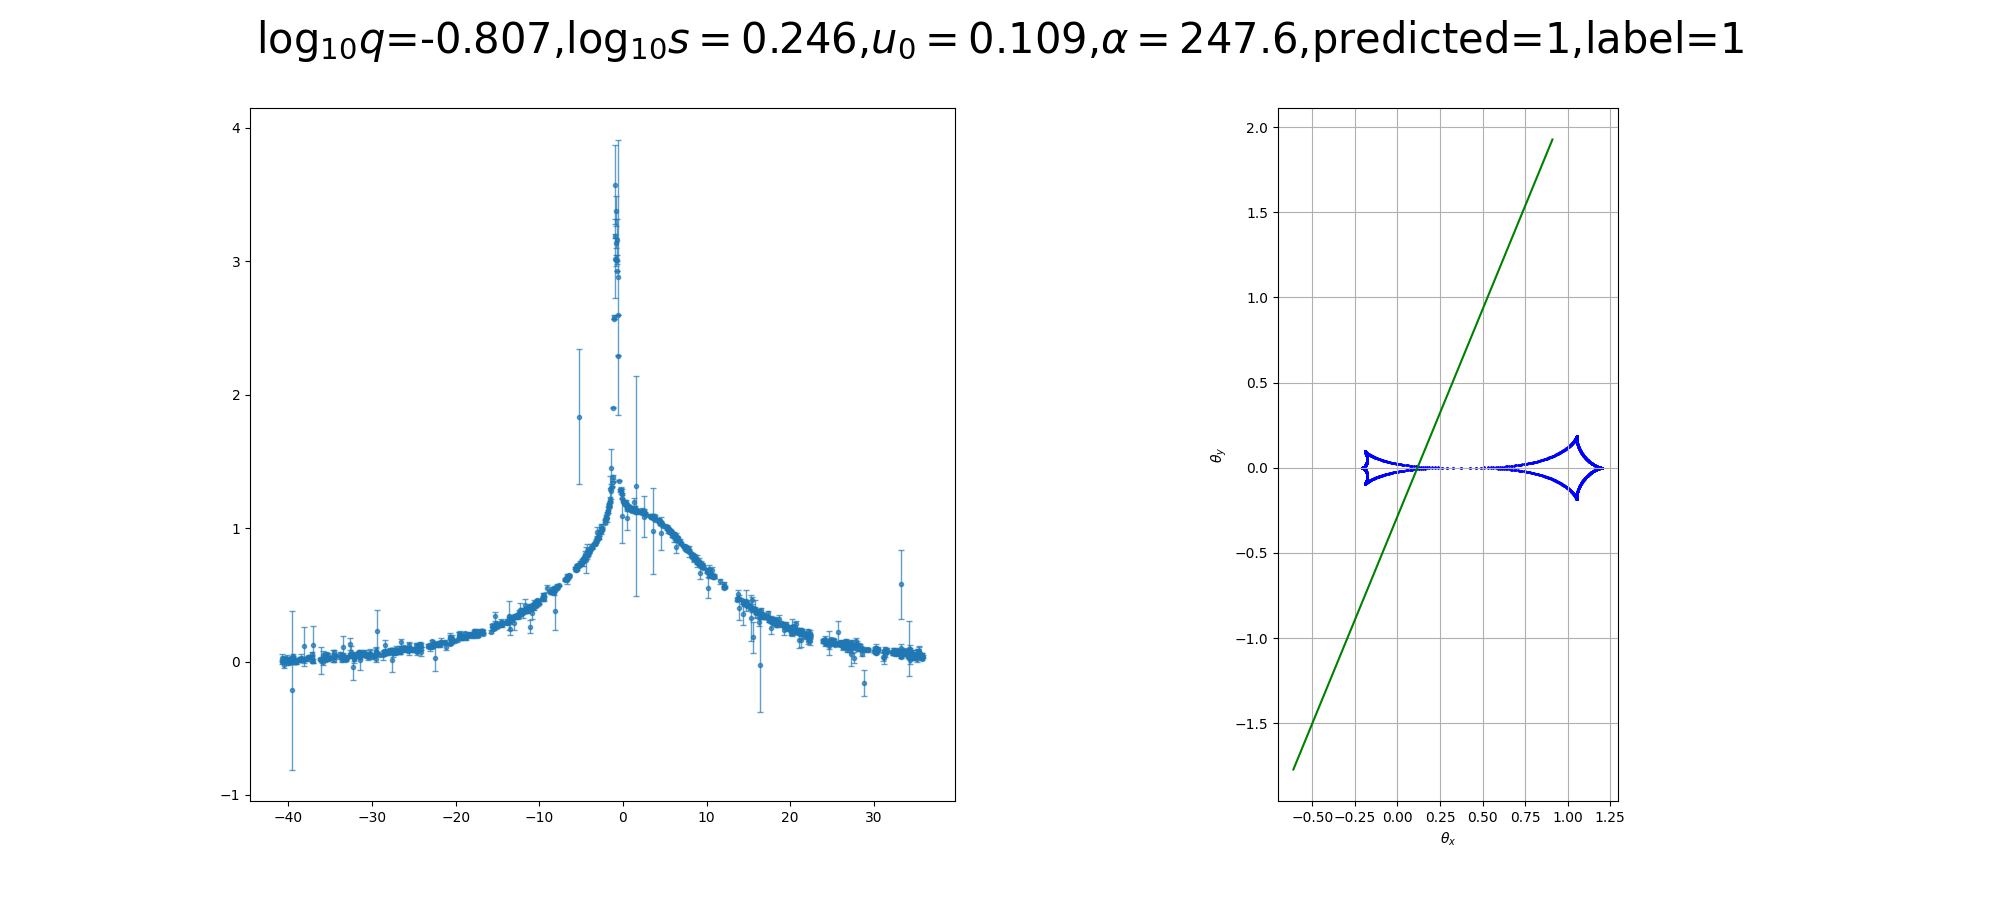 log₁₀q=-0.807,log₁₀s = 0.246,u₀ = 0.109,α = 247.6,predicted=1,label=1
4
3
2
1
0
−1
−40 −30 −20 −10 0 10 20 30
2.0
1.5
1.0
0.5
0.0
−0.5
−1.0
−1.5
θy
−0.50 −0.25 0.00 0.25 0.50 0.75 1.00 1.25
θx